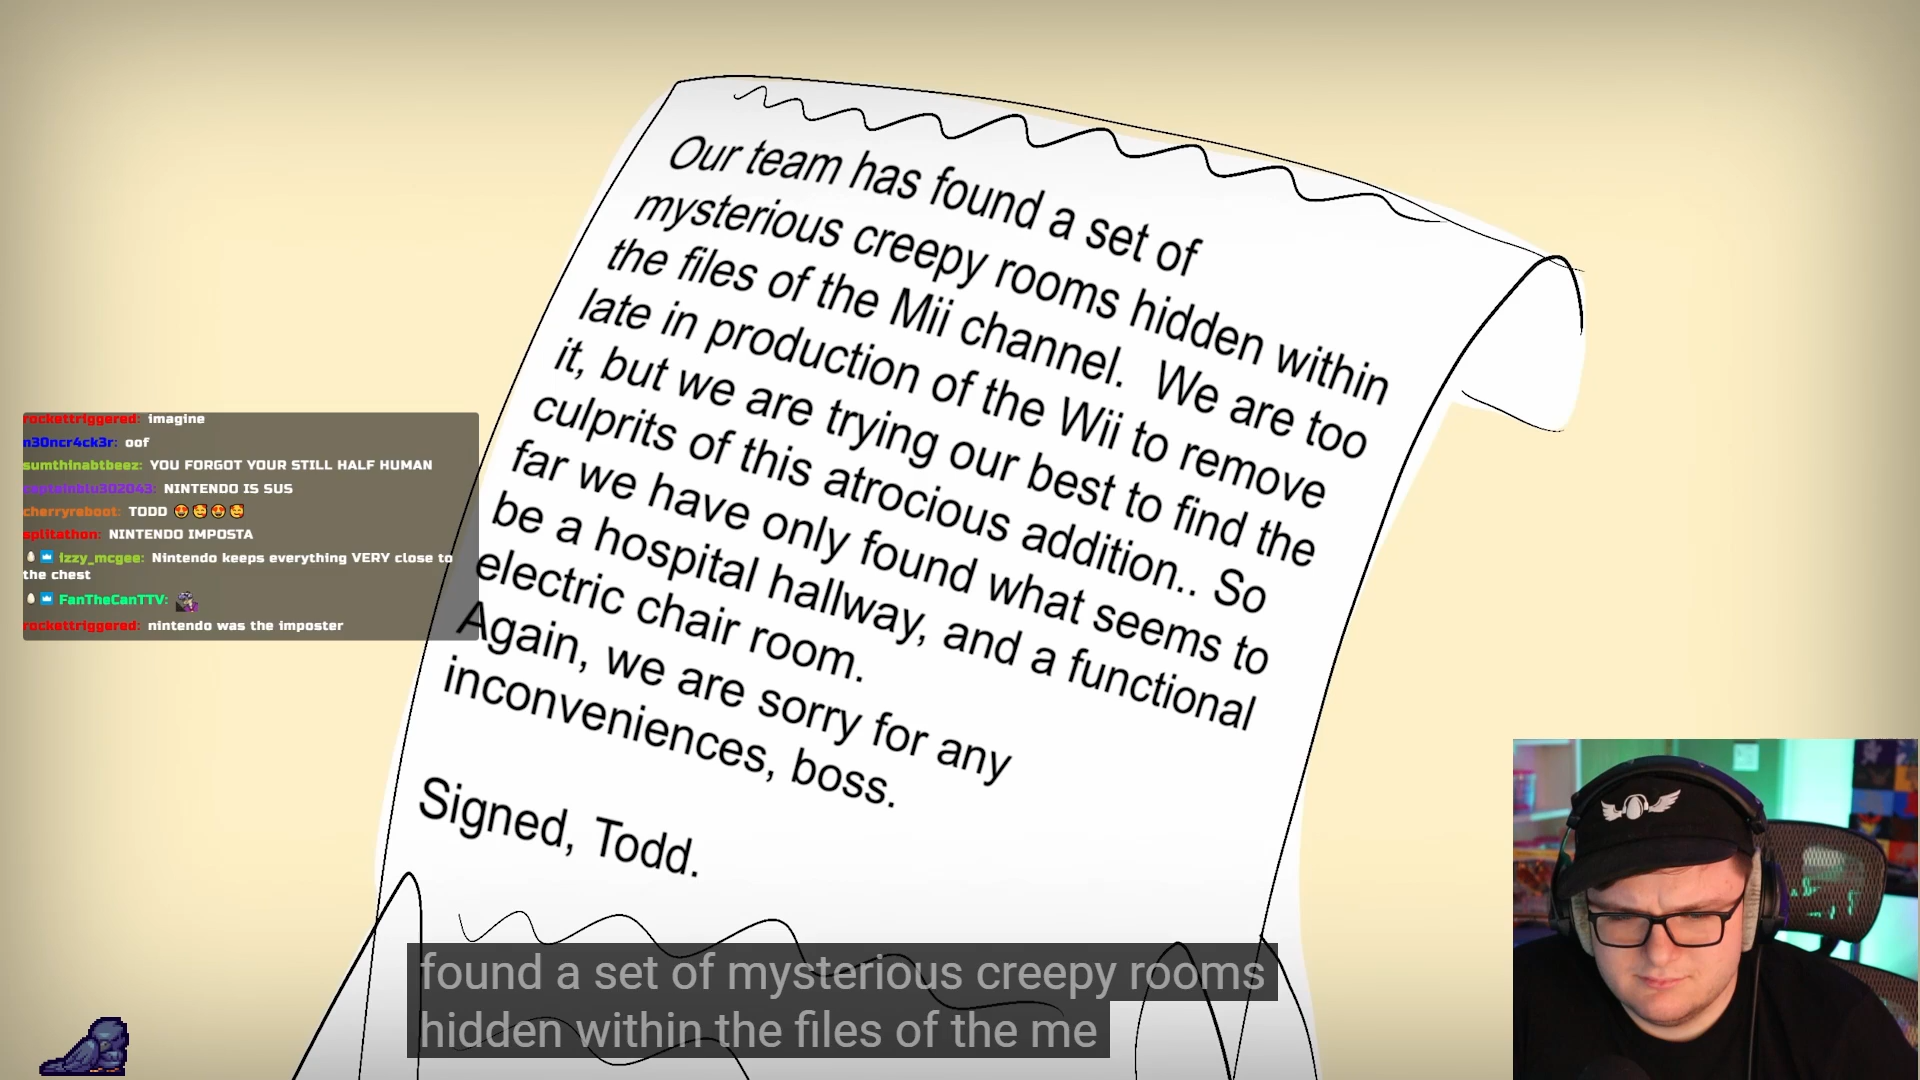 Our team has found a set of
mysterious creepy rooms hidden within
the files of the Mii channel. We are too
late in production of the Wii to remove
it, but we are trying our best to find the
culprits of this atrocious addition.. So
far we have only found what seems to
be a hospital hallway, and a functional
electric chair room.
Again, we are sorry for any
inconveniences, boss.
Signed, Todd.
rockettriggered: imagine
n30ncr4ck3r: oof
sumthinabtbeez: YOU FORGOT YOUR STILL HALF HUMAN
captainblu302043: NINTENDO IS SUS
cherryreboot: TODD 😍🥰😍🥰
splitathon: NINTENDO IMPOSTA
izzy_mcgee: Nintendo keeps everything VERY close to
the chest
FanTheCanTTV:
rockettriggered: nintendo was the imposter
found a set of mysterious creepy rooms
hidden within the files of the me